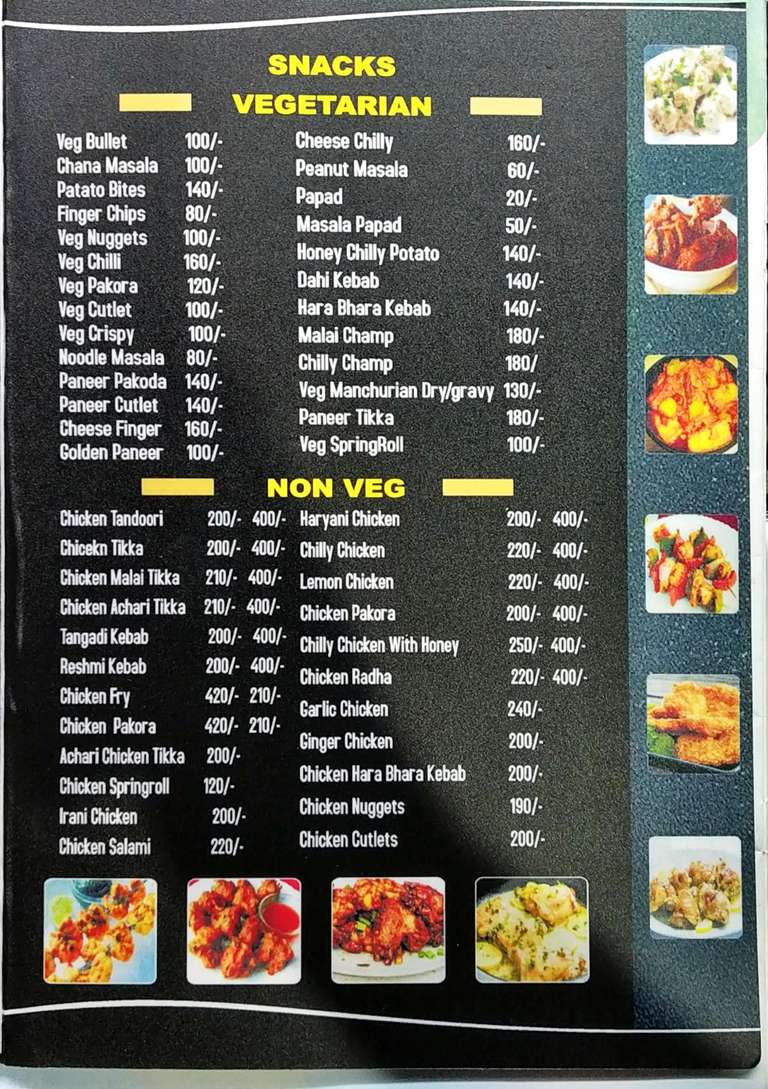 SNACKS
VEGETARIAN
Veg Bullet 100/-
Chana Masala 100/-
Patato Bites 140/-
Finger Chips 80/-
Veg Nuggets 100/-
Veg Chilli 160/-
Veg Pakora 120/-
Veg Cutlet 100/-
Veg Crispy 100/-
Noodle Masala 80/-
Paneer Pakoda 140/-
Paneer Cutlet 140/-
Cheese Finger 160/-
Golden Paneer 100/-
Cheese Chilly 160/-
Peanut Masala 60/-
Papad 20/-
Masala Papad 50/-
Honey Chilly Potato 140/-
Dahi Kebab 140/-
Hara Bhara Kebab 140/-
Malai Champ 180/-
Chilly Champ 180/
Veg Manchurian Dry/gravy 130/-
Paneer Tikka 180/-
Veg SpringRoll 100/-
NON VEG
Chicken Tandoori 200/- 400/-
Chicekn Tikka 200/- 400/-
Chicken Malai Tikka 210/- 400/-
Chicken Achari Tikka 210/- 400/-
Tangadi Kebab 200/- 400/-
Reshmi Kebab 200/- 400/-
Chicken Fry 420/- 210/-
Chicken Pakora 420/- 210/-
Achari Chicken Tikka 200/-
Chicken Springroll 120/-
Irani Chicken 200/-
Chicken Salami 220/-
Haryani Chicken 200/- 400/-
Chilly Chicken 220/- 400/-
Lemon Chicken 220/- 400/-
Chicken Pakora 200/- 400/-
Chilly Chicken With Honey 250/- 400/-
Chicken Radha 220/- 400/-
Garlic Chicken 240/-
Ginger Chicken 200/-
Chicken Hara Bhara Kebab 200/-
Chicken Nuggets 190/-
Chicken Cutlets 200/-